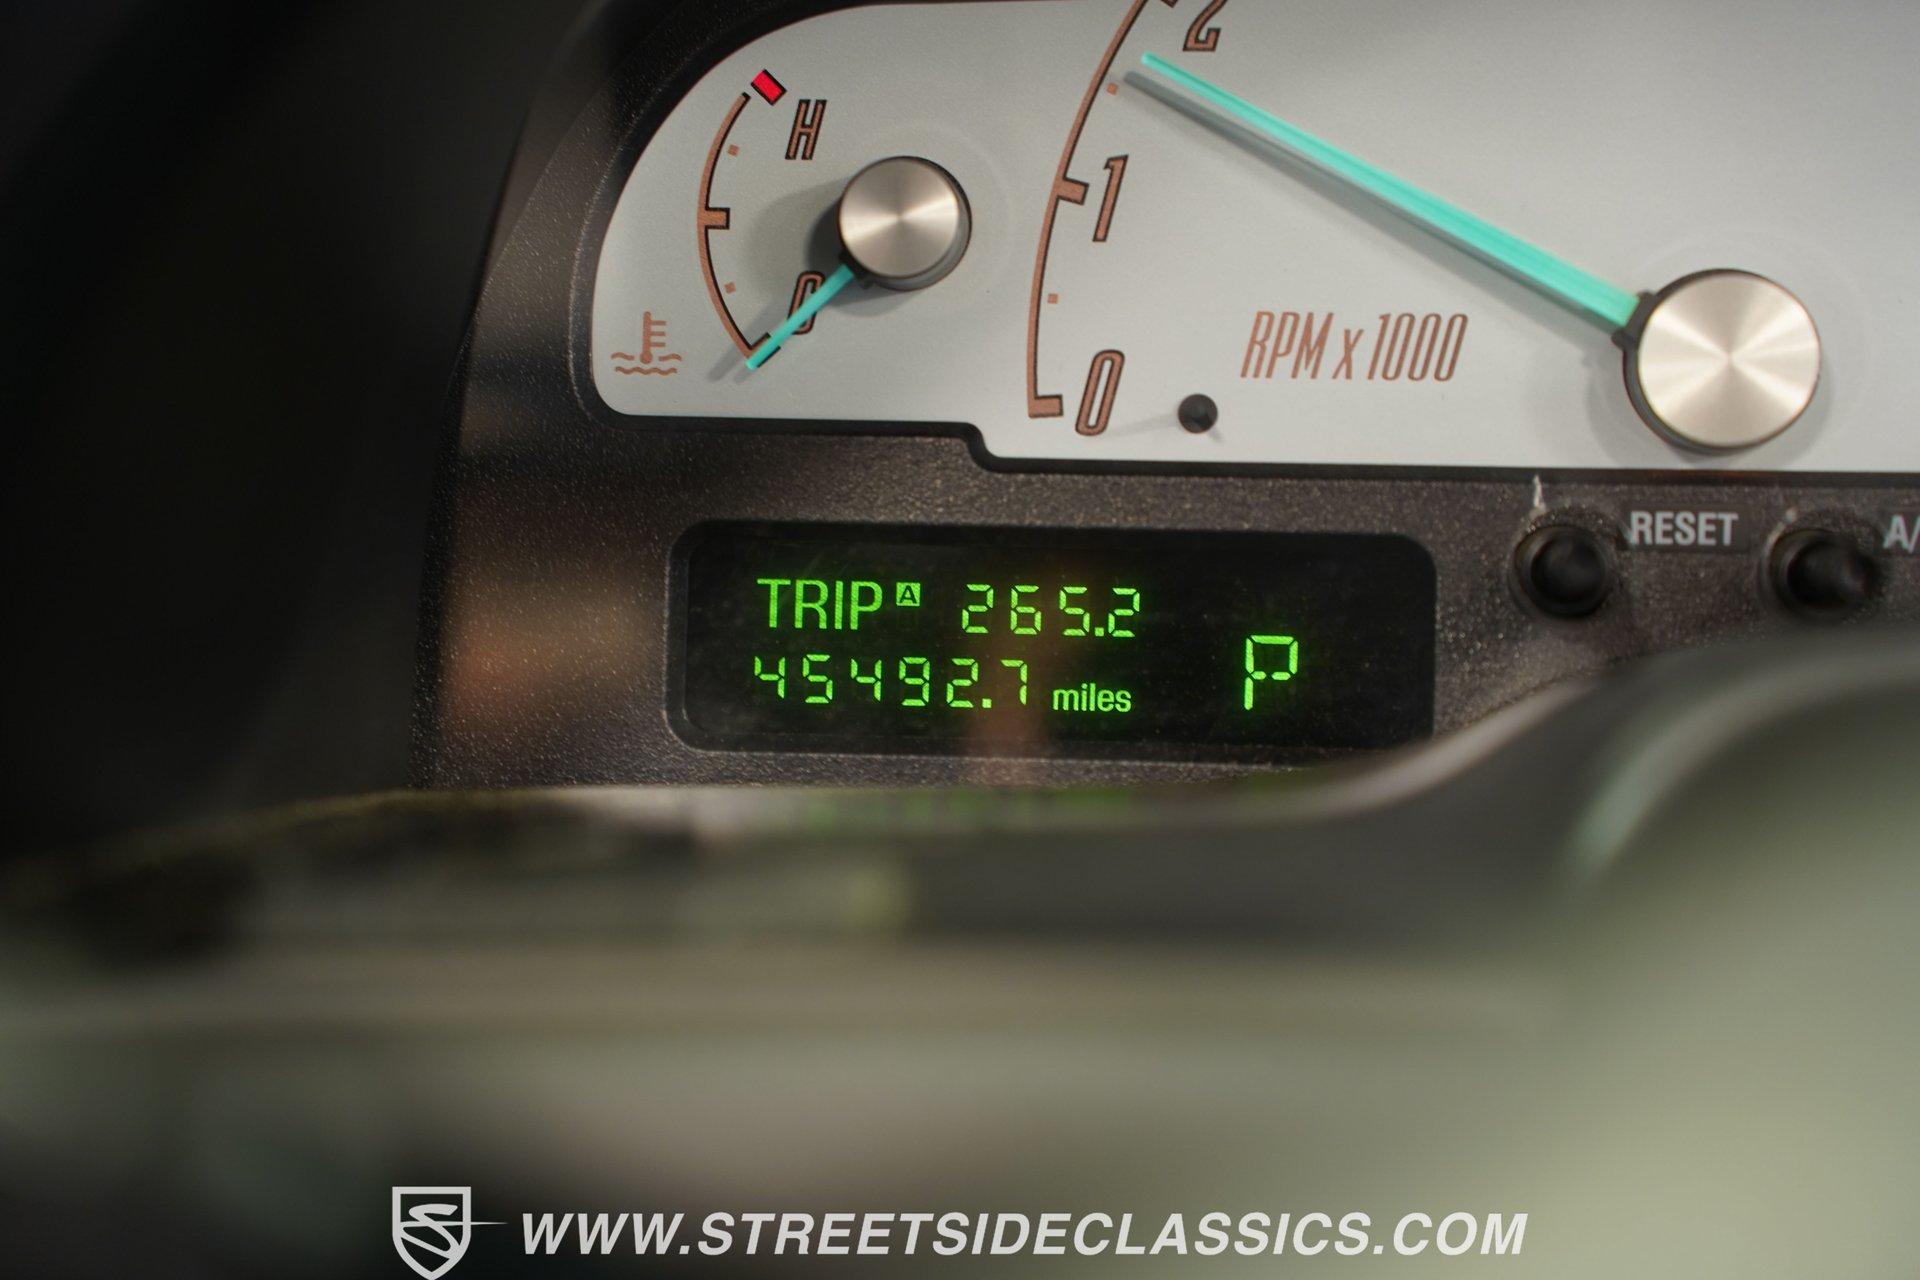 2
H
1
C
RPM x 1000
0
RESET
A/
TRIP A 265.2
45492.7 miles
P
WWW.STREETSIDECLASSICS.COM